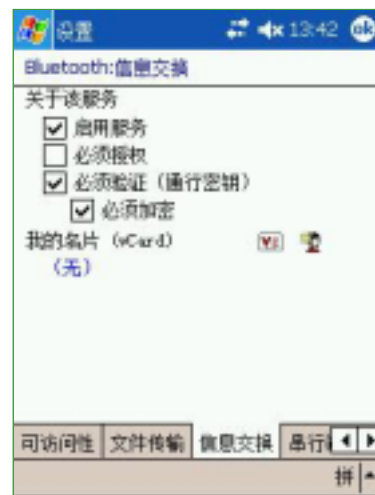 设置 13:42 ok
Bluetooth:信息交换
关于该服务
启用服务
必须授权
必须验证（通行密钥）
必须加密
我的名片 (vCard)
(无)
可访问性 文件传输 信息交换 串行
拼